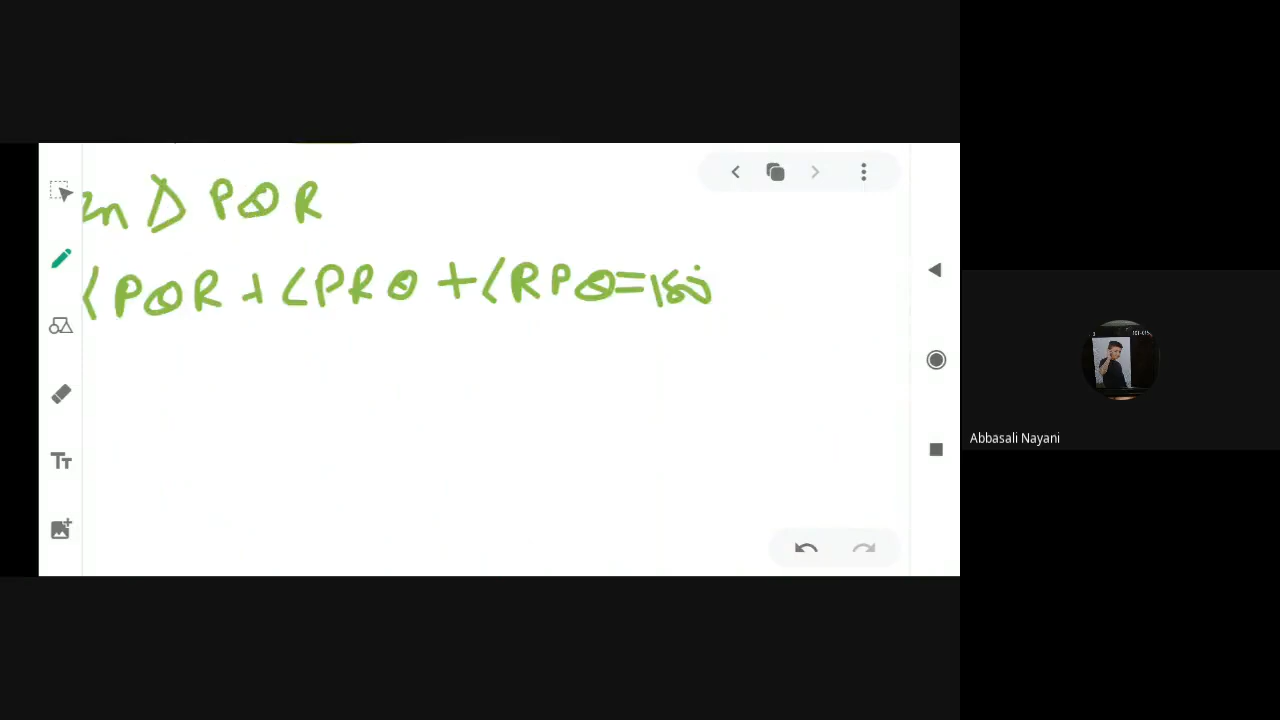 In △ PQR
∠PQR + ∠PRQ + ∠RPQ = 180°
Abbasali Nayani